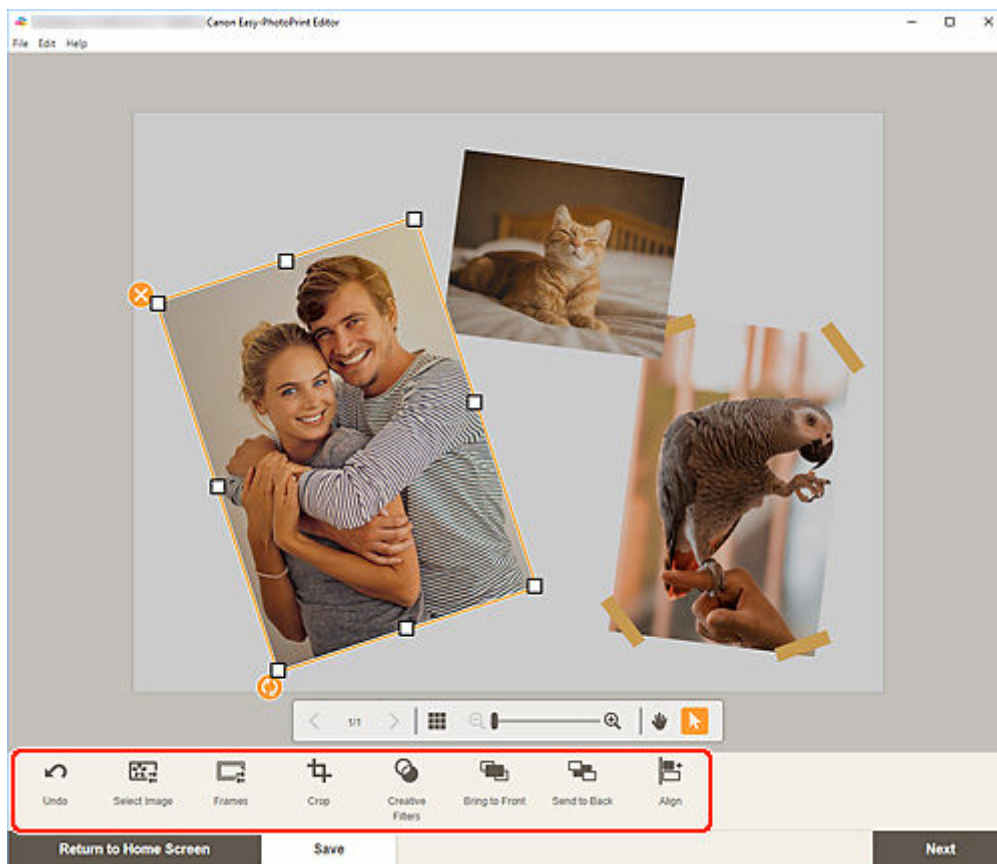 Canon Easy-PhotoPrint Editor
File Edit Help
1/1
Undo
Select Image
Frames
Crop
Creative
Filters
Bring to Front
Send to Back
Align
Return to Home Screen
Save
Next